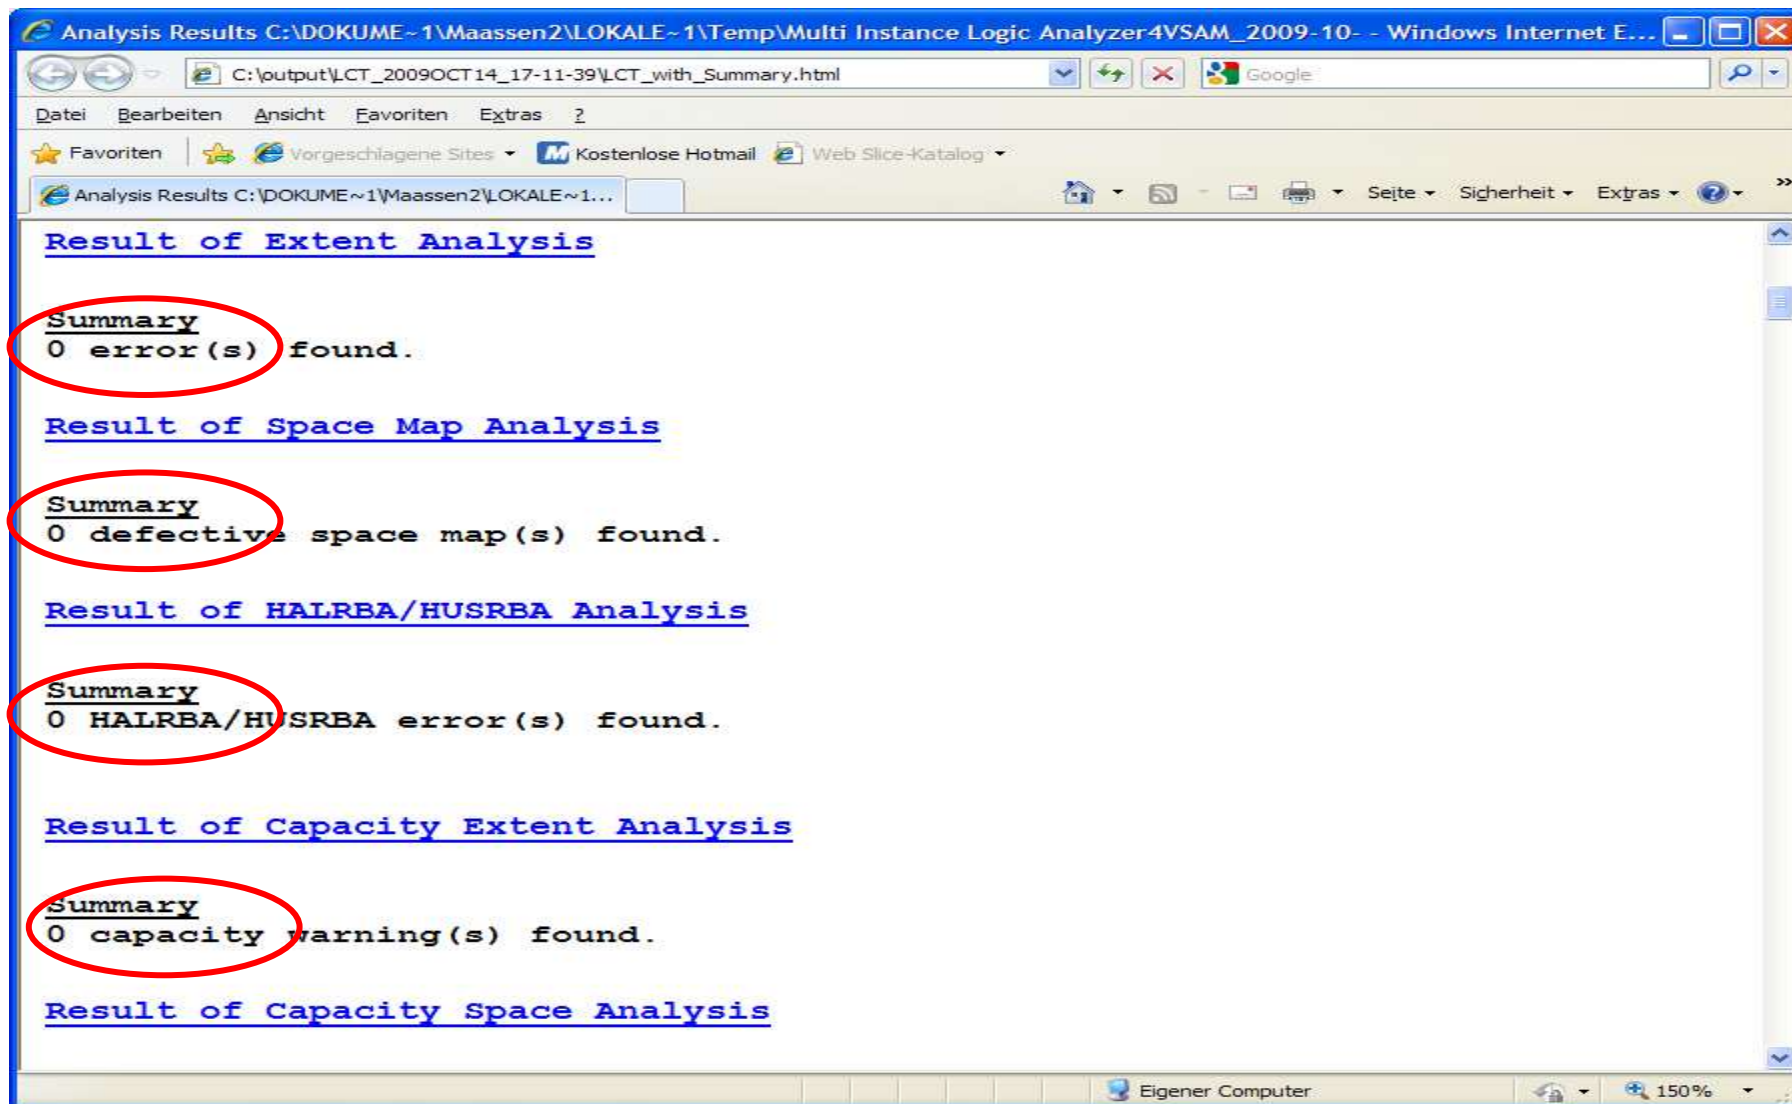 Analysis Results C:\DOKUME~1\Maassen2\LOKALE~1\Temp\Multi Instance Logic Analyzer4VSAM_2009-10- - Windows Internet E...
C:\output\LCT_2009OCT14_17-11-39\LCT_with_Summary.html
Google
Datei Bearbeiten Ansicht Favoriten Extras ?
Favoriten Vorgeschlagene Sites Kostenlose Hotmail Web Slice-Katalog
Analysis Results C:\DOKUME~1\Maassen2\LOKALE~1... Seite Sicherheit Extras »
Result of Extent Analysis
Summary
0 error(s) found.
Result of Space Map Analysis
Summary
0 defective space map(s) found.
Result of HALRBA/HUSRBA Analysis
Summary
0 HALRBA/HUSRBA error(s) found.
Result of Capacity Extent Analysis
Summary
0 capacity warning(s) found.
Result of Capacity Space Analysis
Eigener Computer 150%